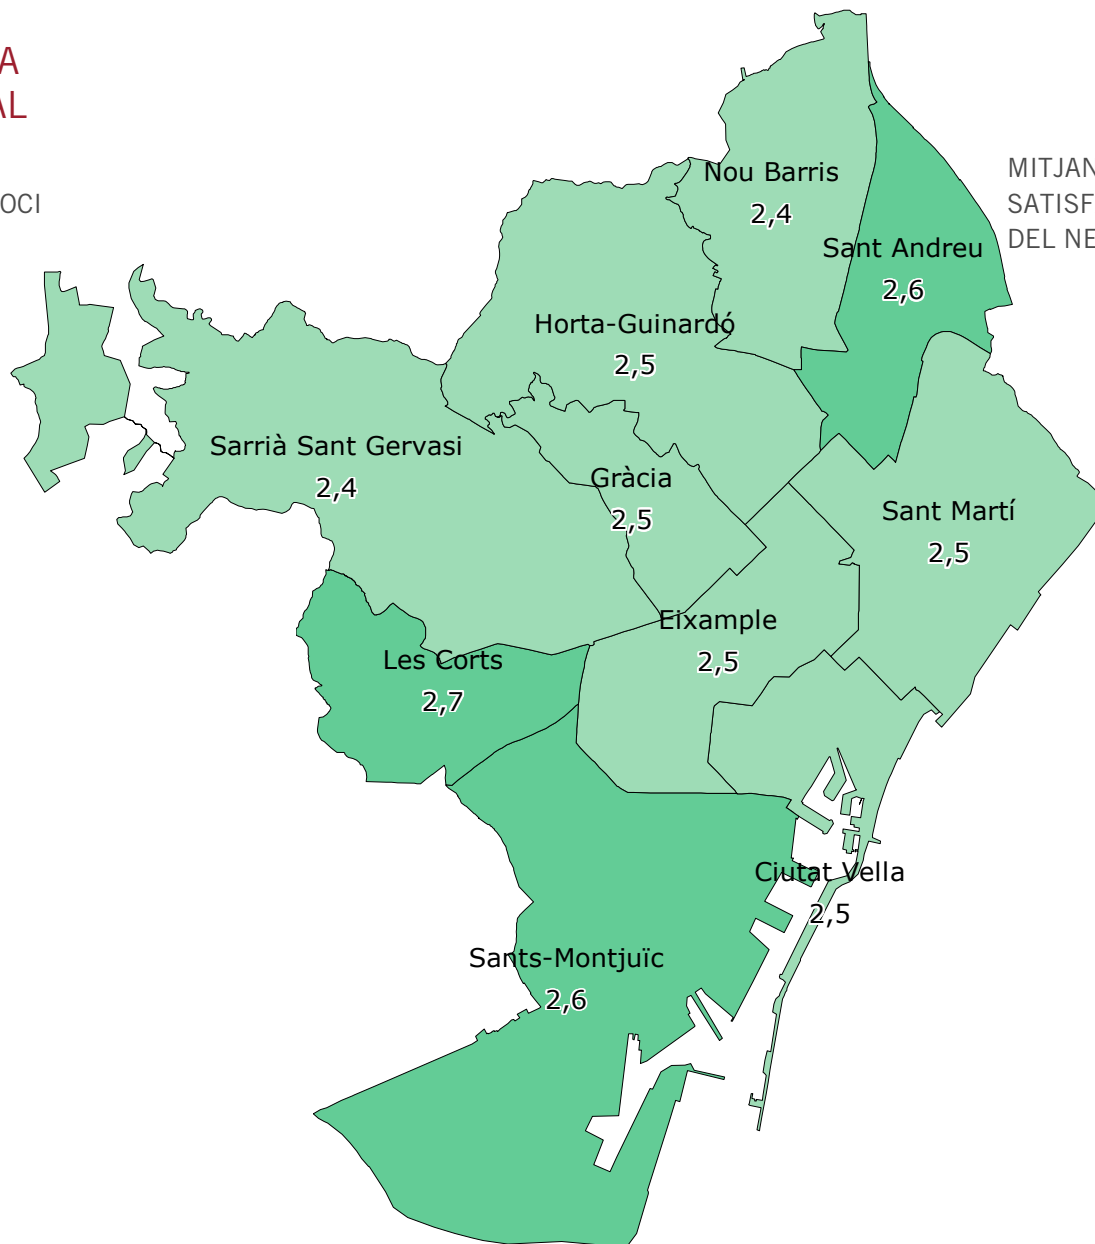 A
AL
OCI
MITJAN
SATISF
DEL NE
Nou Barris
2,4
Sant Andreu
2,6
Horta-Guinardó
2,5
Sarrià Sant Gervasi
2,4
Gràcia
2,5
Sant Martí
2,5
Eixample
2,5
Les Corts
2,7
Ciutat Vella
2,5
Sants-Montjuïc
2,6